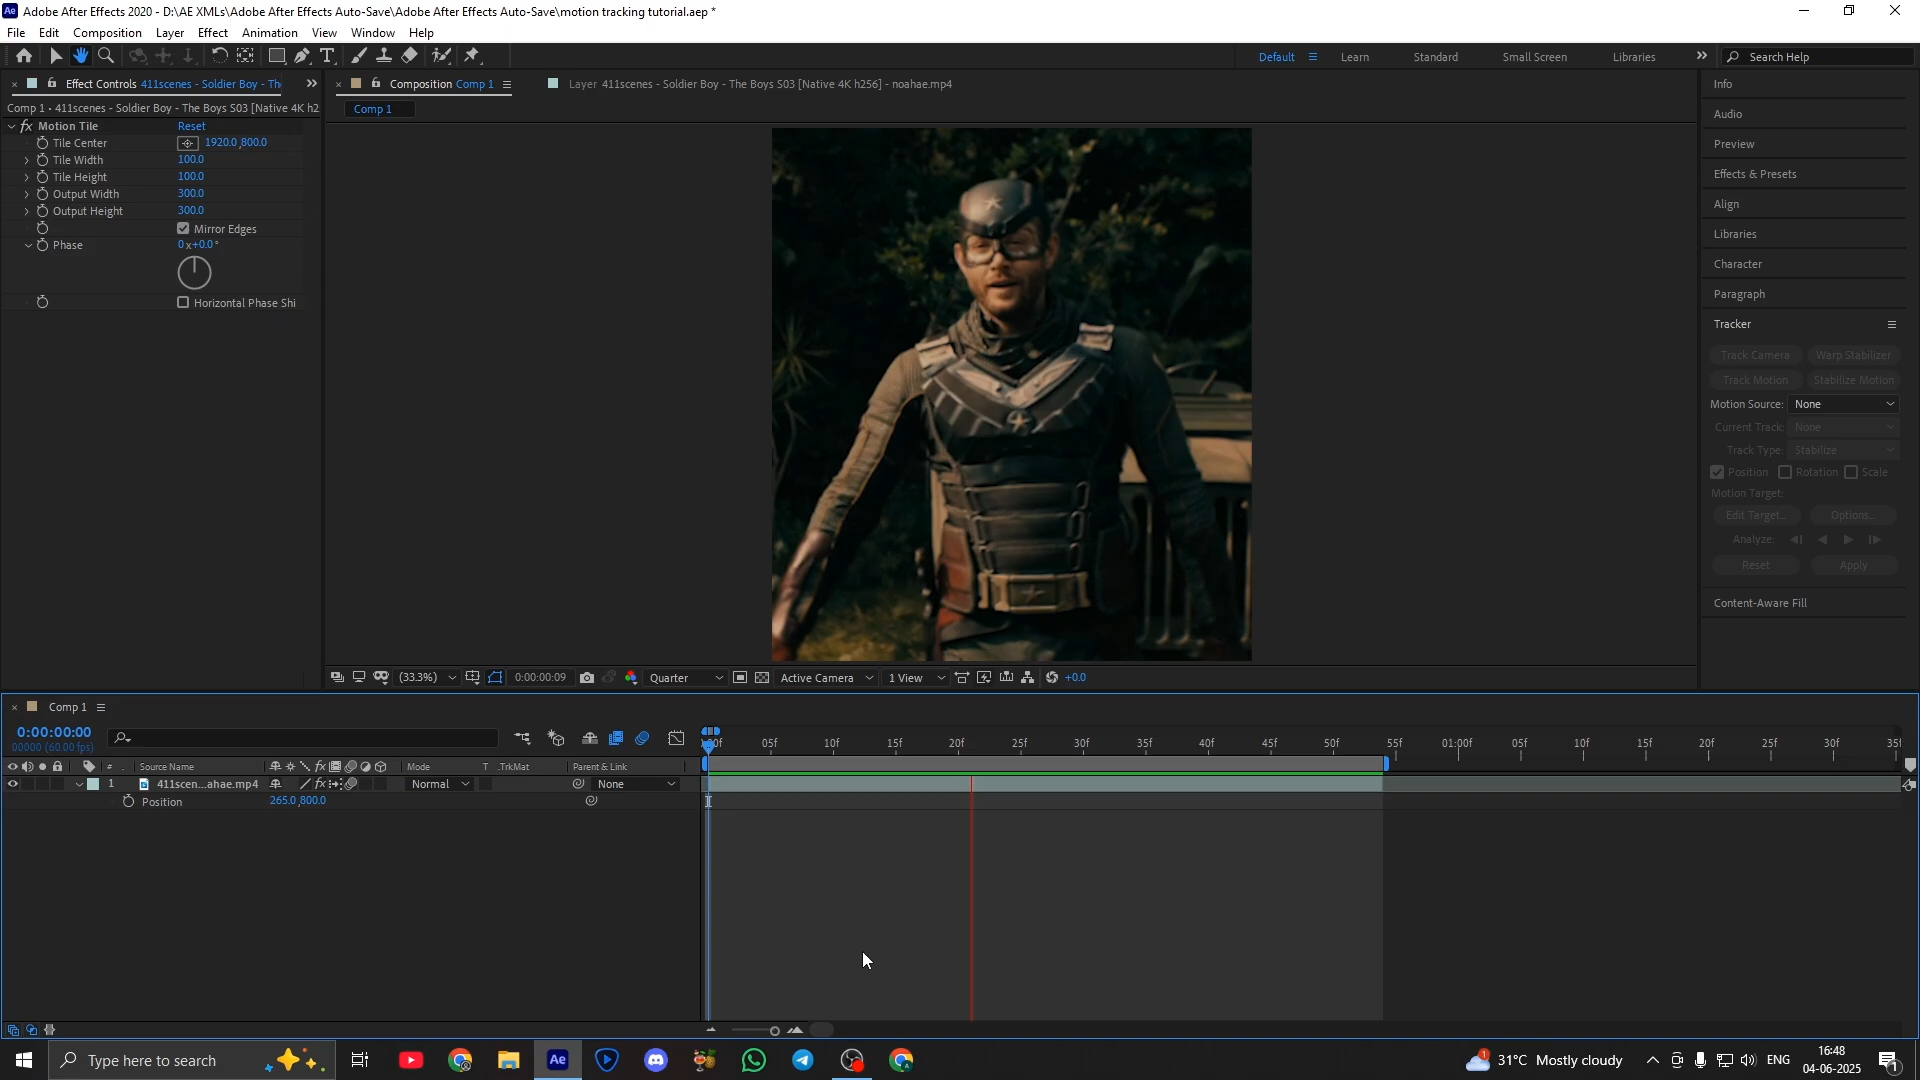 Adobe After Effects 2020 - D:\AE XMLs\Adobe After Effects Auto-Save\Adobe After Effects Auto-Save\motion tracking tutorial.aep *
File Edit Composition Layer Effect Animation View Window Help
Default Learn Standard Small Screen Libraries Search Help
Effect Controls 411scenes - Soldier Boy - Th
Composition Comp 1
Layer 411scenes - Soldier Boy - The Boys S03 [Native 4K h256] - noahae.mp4
Comp 1 • 411scenes - Soldier Boy - The Boys S03 [Native 4K h2
Comp 1
fx Motion Tile Reset
Tile Center 1920.0,800.0
Tile Width 100.0
Tile Height 100.0
Output Width 300.0
Output Height 300.0
Mirror Edges
Phase 0x+0.0°
Horizontal Phase Shi
Info
Audio
Preview
Effects & Presets
Align
Libraries
Character
Paragraph
Tracker
Track Camera Warp Stabilizer
Track Motion Stabilize Motion
Motion Source: None
Current Track: None
Track Type: Stabilize
Position Rotation Scale
Motion Target:
Edit Target... Options...
Analyze:
Reset Apply
Content-Aware Fill
(33.3%) 0:00:00:09 Quarter Active Camera 1 View +0.0
Comp 1
0:00:00:00
00000 (60.00 fps)
05f 10f 15f 20f 25f 30f 35f 40f 45f 50f 55f 01:00f 05f 10f 15f 20f 25f 30f 35f
# Source Name fx Mode T .TrkMat Parent & Link
1 411scen...ahae.mp4 fx Normal None
Position 265.0,800.0
Type here to search
Ae
31°C Mostly cloudy
ENG
16:48
04-06-2025